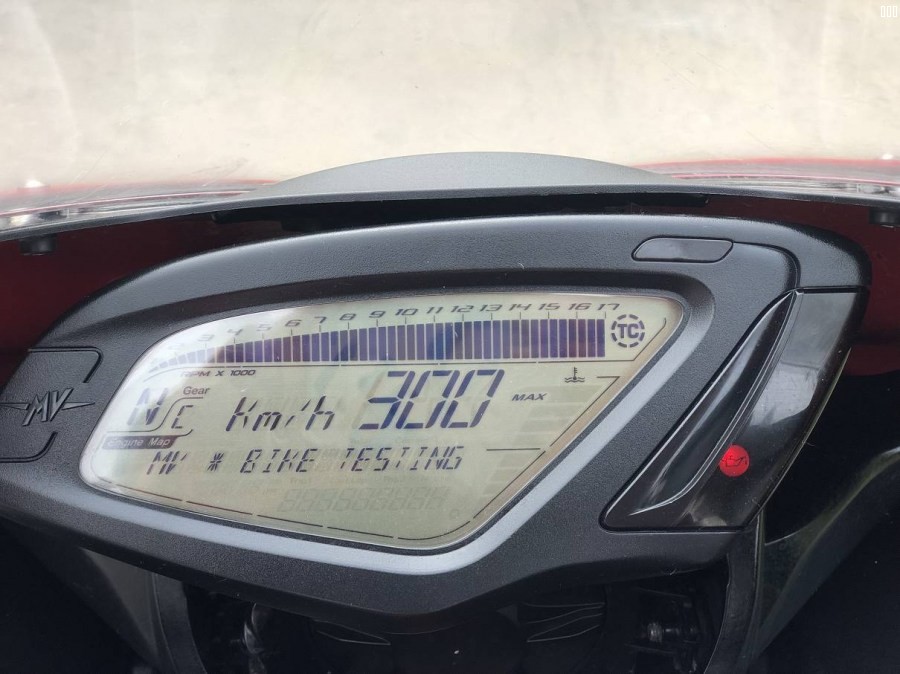 3 4 5 6 7 8 9 10 11 12 13 14 15 16 17
TC
RPM X 1000
Gear
N C Km/h 300 MAX
Engine Map
MV * BIKE TESTING
MV